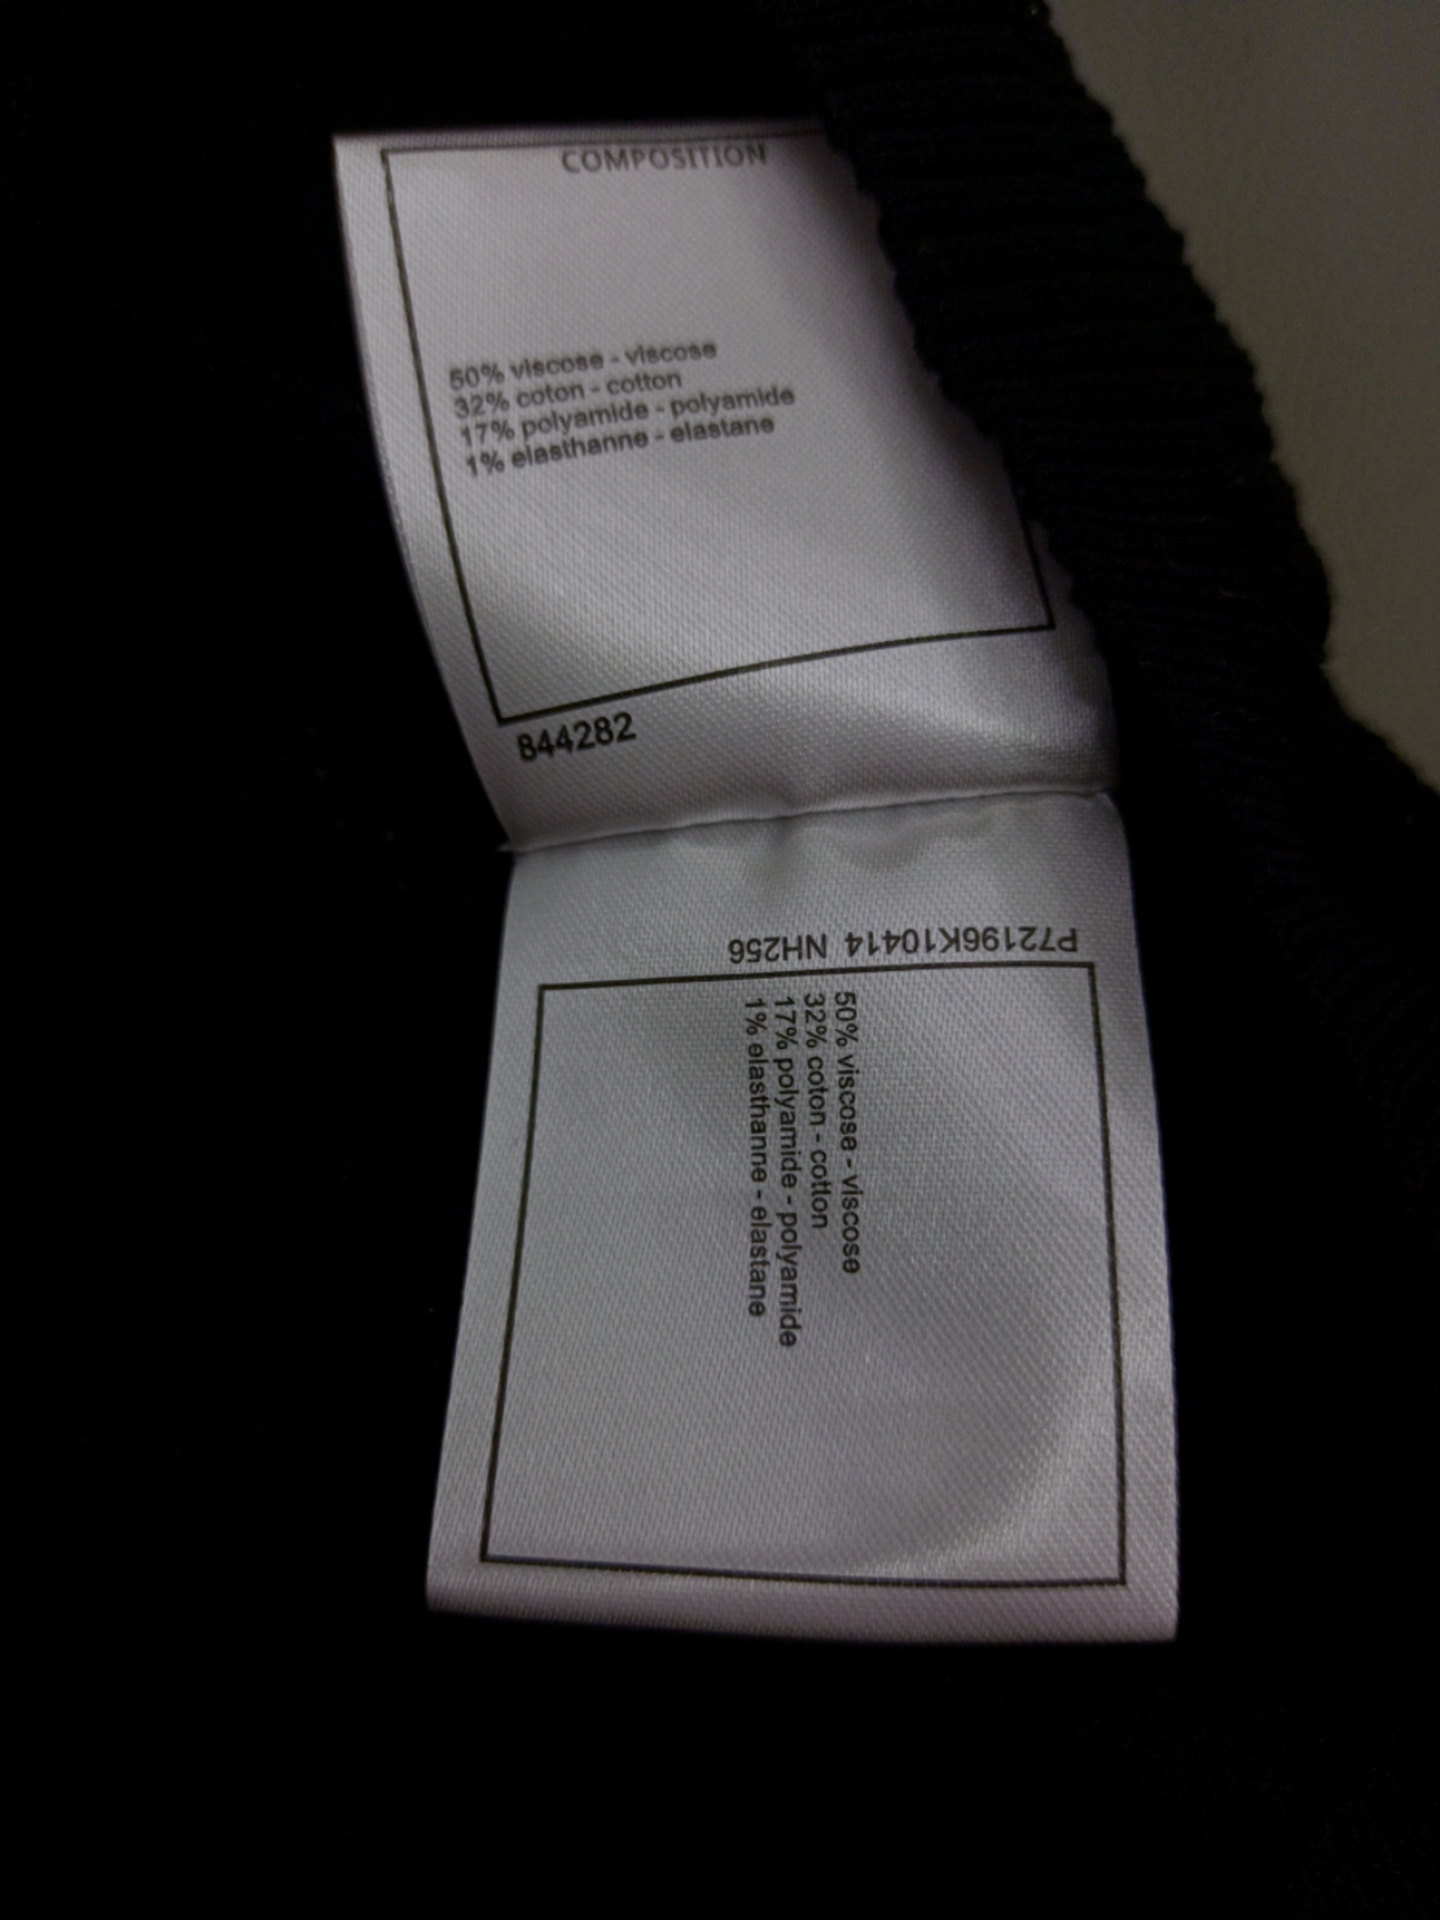 COMPOSITION
50% viscose - viscose
32% coton - cotton
17% polyamide - polyamide
1% elasthanne - elastane
844282
P72196K10414 NH256
50% viscose - viscose
32% coton - cotton
17% polyamide - polyamide
1% elasthanne - elastane